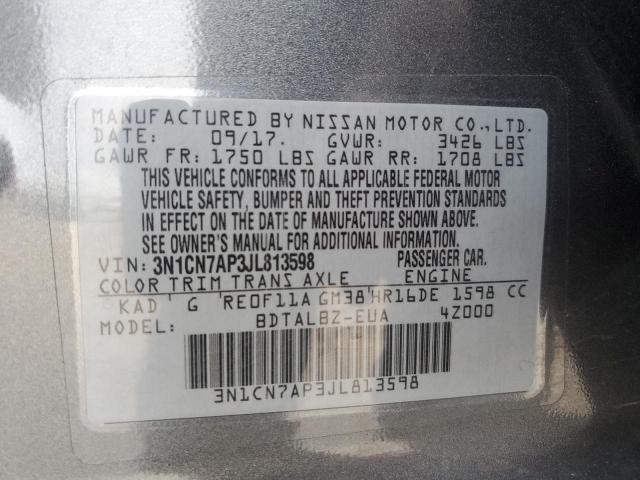 MANUFACTURED BY NISSAN MOTOR CO.,LTD.
DATE: 09/17. GVWR: 3426 LBS
GAWR FR: 1750 LBS GAWR RR: 1708 LBS
THIS VEHICLE CONFORMS TO ALL APPLICABLE FEDERAL MOTOR
VEHICLE SAFETY, BUMPER AND THEFT PREVENTION STANDARDS
IN EFFECT ON THE DATE OF MANUFACTURE SHOWN ABOVE.
SEE OWNER'S MANUAL FOR ADDITIONAL INFORMATION.
VIN: 3N1CN7AP3JL813598 PASSENGER CAR.
COLOR TRIM TRANS AXLE ENGINE
KAD G RE0F11A GM38 HR16DE 1598 CC
MODEL: BDTALBZ-EUA 4Z000
3N1CN7AP3JL813598